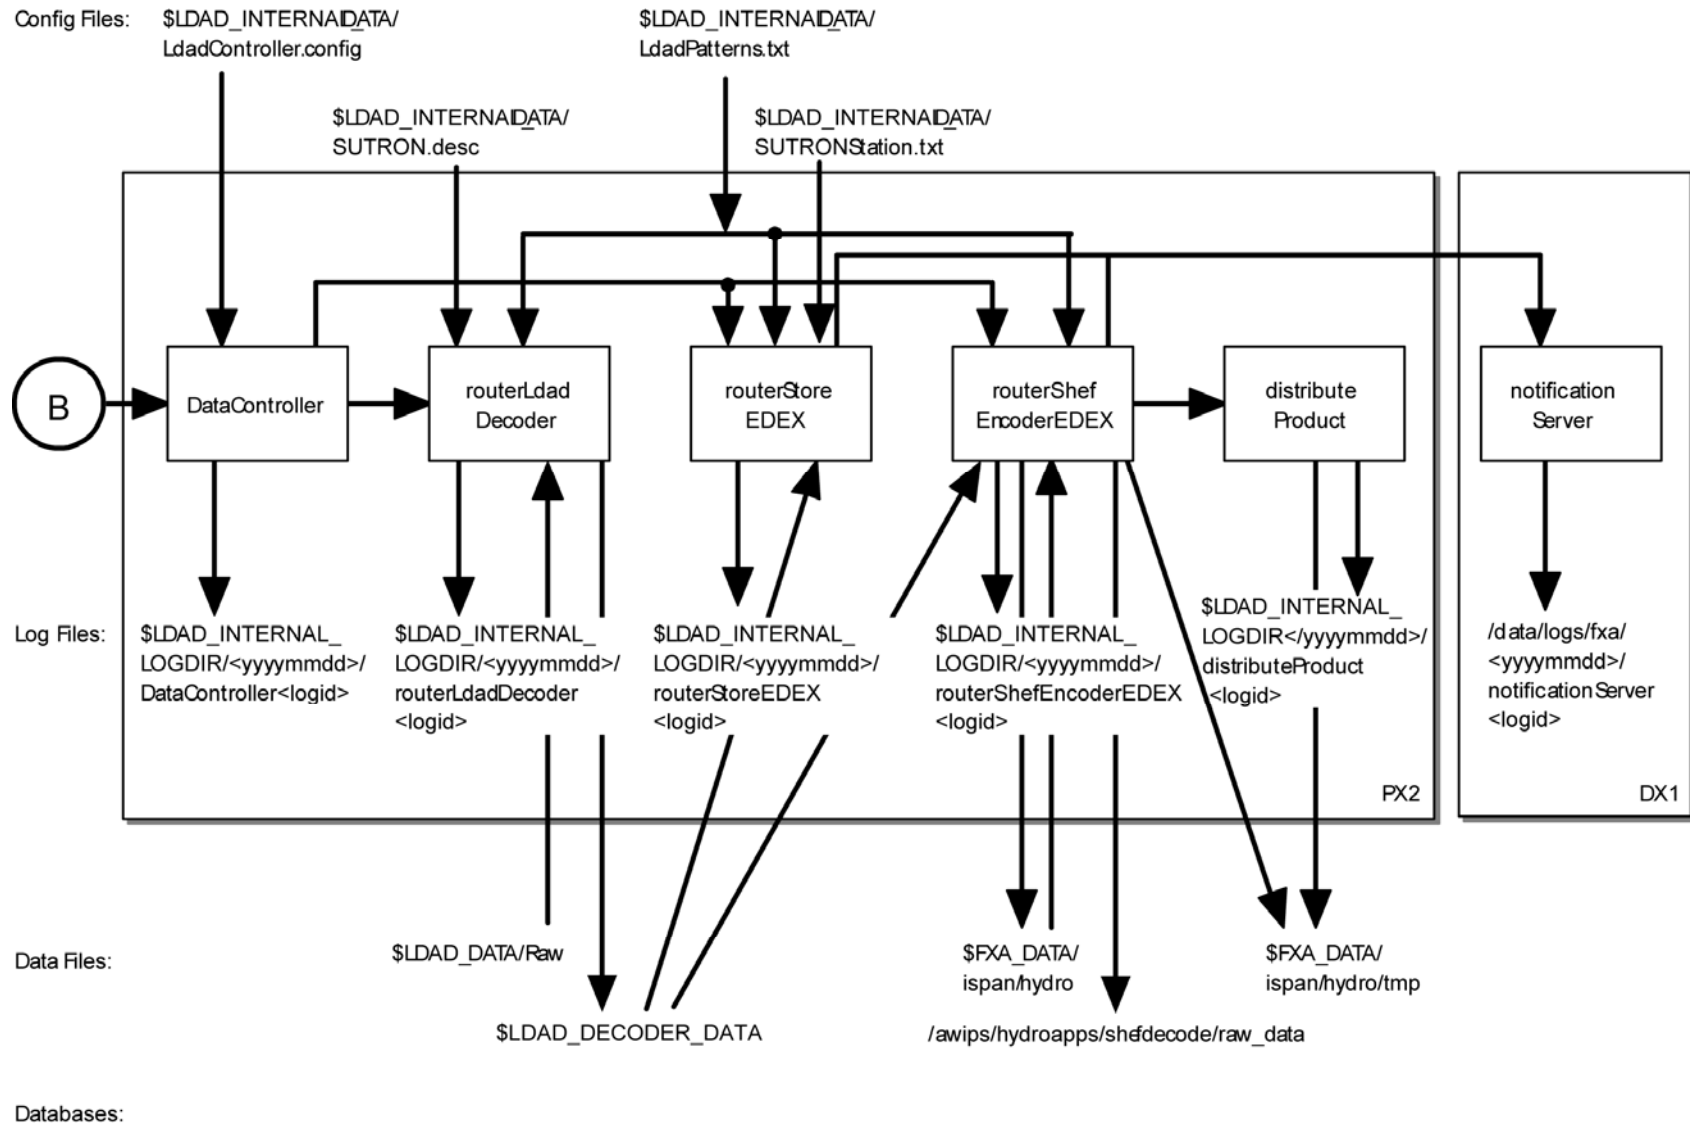 Config Files:
$LDAD_INTERNALDATA/
LdadController.config
$LDAD_INTERNALDATA/
LdadPatterns.txt
$LDAD_INTERNALDATA/
SUTRON.desc
$LDAD_INTERNALDATA/
SUTRONStation.txt
B
DataController
routerLdad
Decoder
routerStore
EDEX
routerShef
EncoderEDEX
distribute
Product
notification
Server
Log Files:
$LDAD_INTERNAL_
LOGDIR/<yyyymmdd>/
DataController<logid>
$LDAD_INTERNAL_
LOGDIR/<yyyymmdd>/
routerLdadDecoder
<logid>
$LDAD_INTERNAL_
LOGDIR/<yyyymmdd>/
routerStoreEDEX
<logid>
$LDAD_INTERNAL_
LOGDIR/<yyyymmdd>/
routerShefEncoderEDEX
<logid>
$LDAD_INTERNAL_
LOGDIR</yyyymmdd>/
distributeProduct
<logid>
/data/logs/fxa/
<yyyymmdd>/
notificationServer
<logid>
PX2
DX1
Data Files:
$LDAD_DATA/Raw
$LDAD_DECODER_DATA
$FXA_DATA/
ispan/hydro
/awips/hydroapps/shefdecode/raw_data
$FXA_DATA/
ispan/hydro/tmp
Databases: